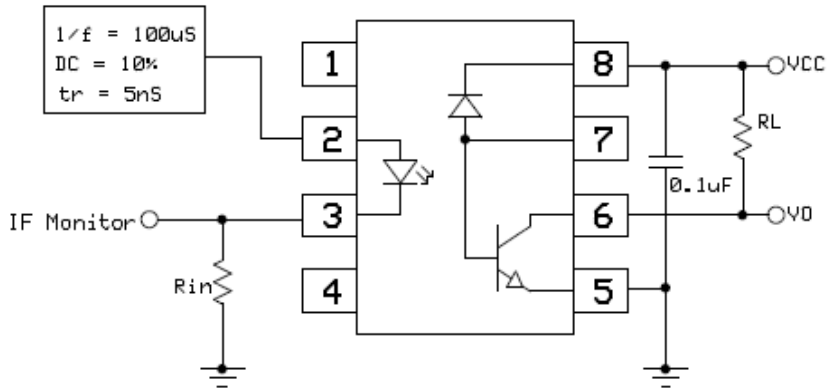 1/f = 100uS
DC = 10%
tr = 5nS
1
2
3
4
8
7
6
5
VCC
RL
0.1uF
VO
IF Monitor
Rin